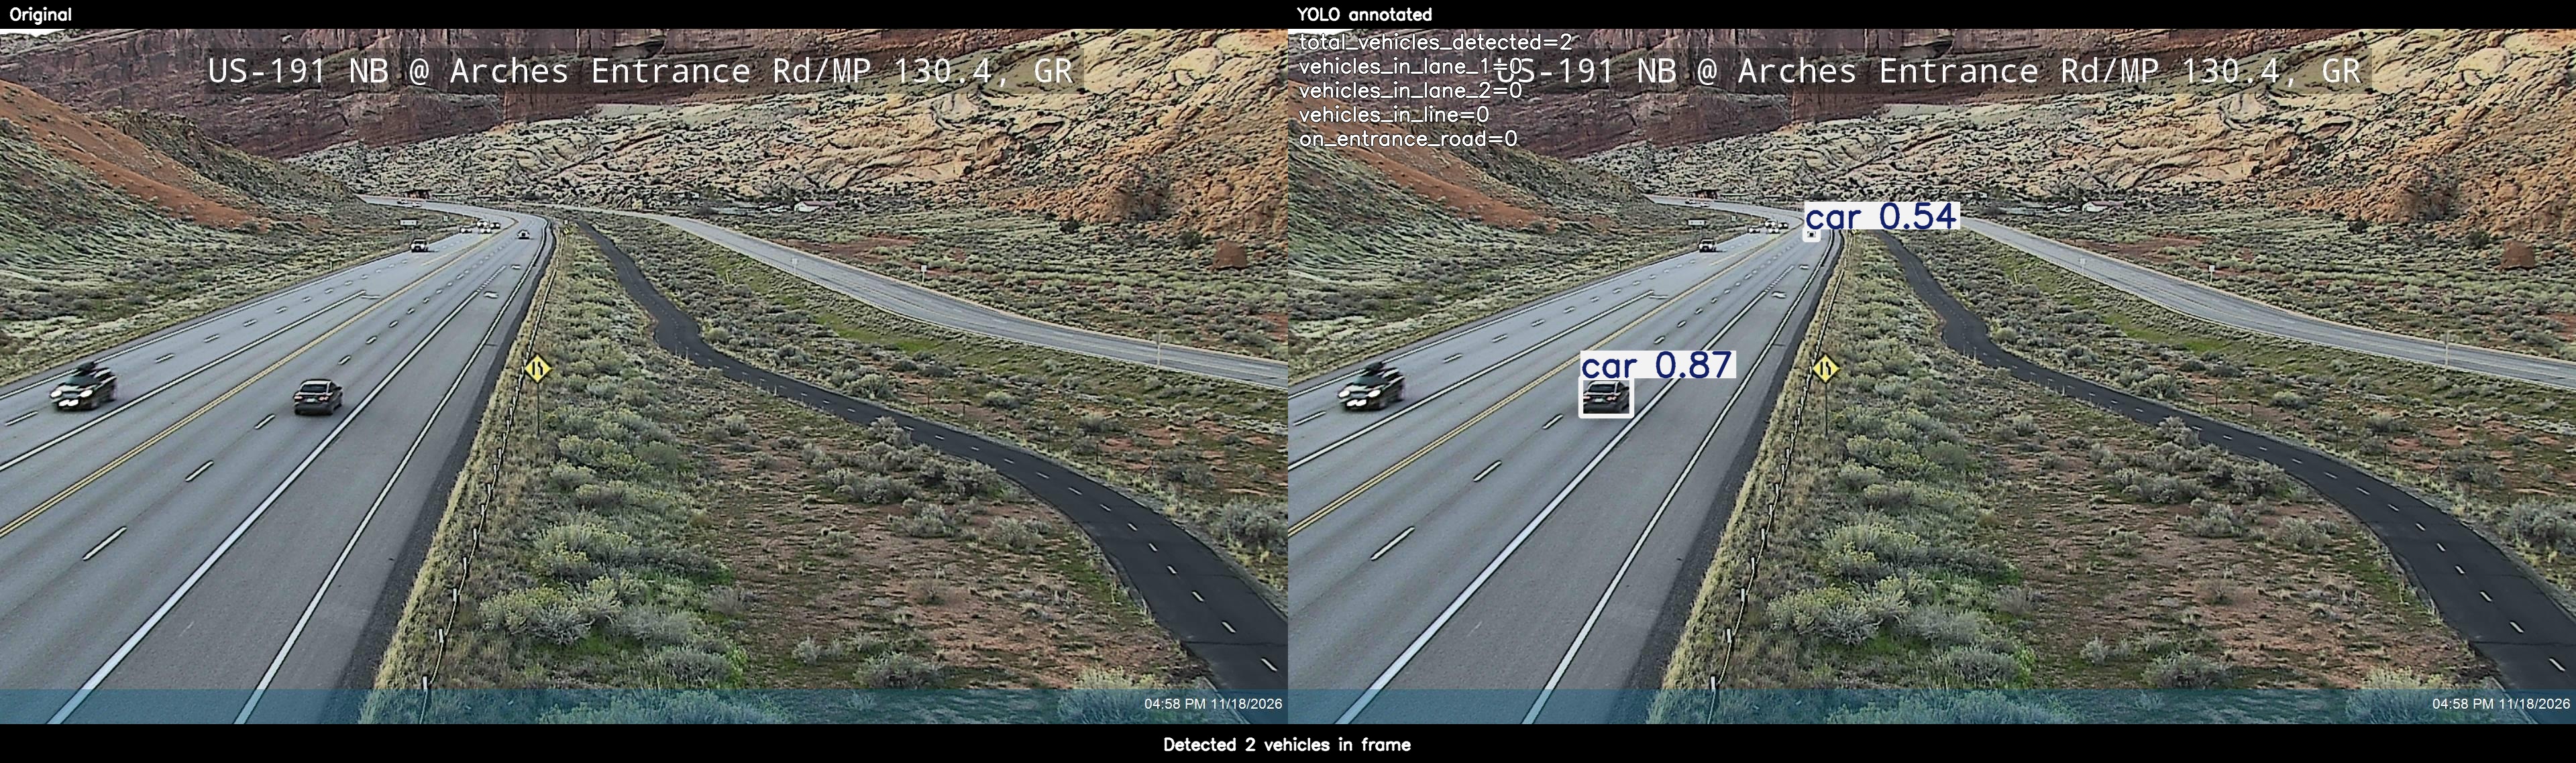 Original
US-191 NB @ Arches Entrance Rd/MP 130.4, GR
04:58 PM 11/18/2026
YOLO annotated
total_vehicles_detected=2
vehicles_in_lane_1=0
US-191 NB @ Arches Entrance Rd/MP 130.4, GR
vehicles_in_lane_2=0
vehicles_in_line=0
on_entrance_road=0
car 0.54
car 0.87
04:58 PM 11/18/2026
Detected 2 vehicles in frame